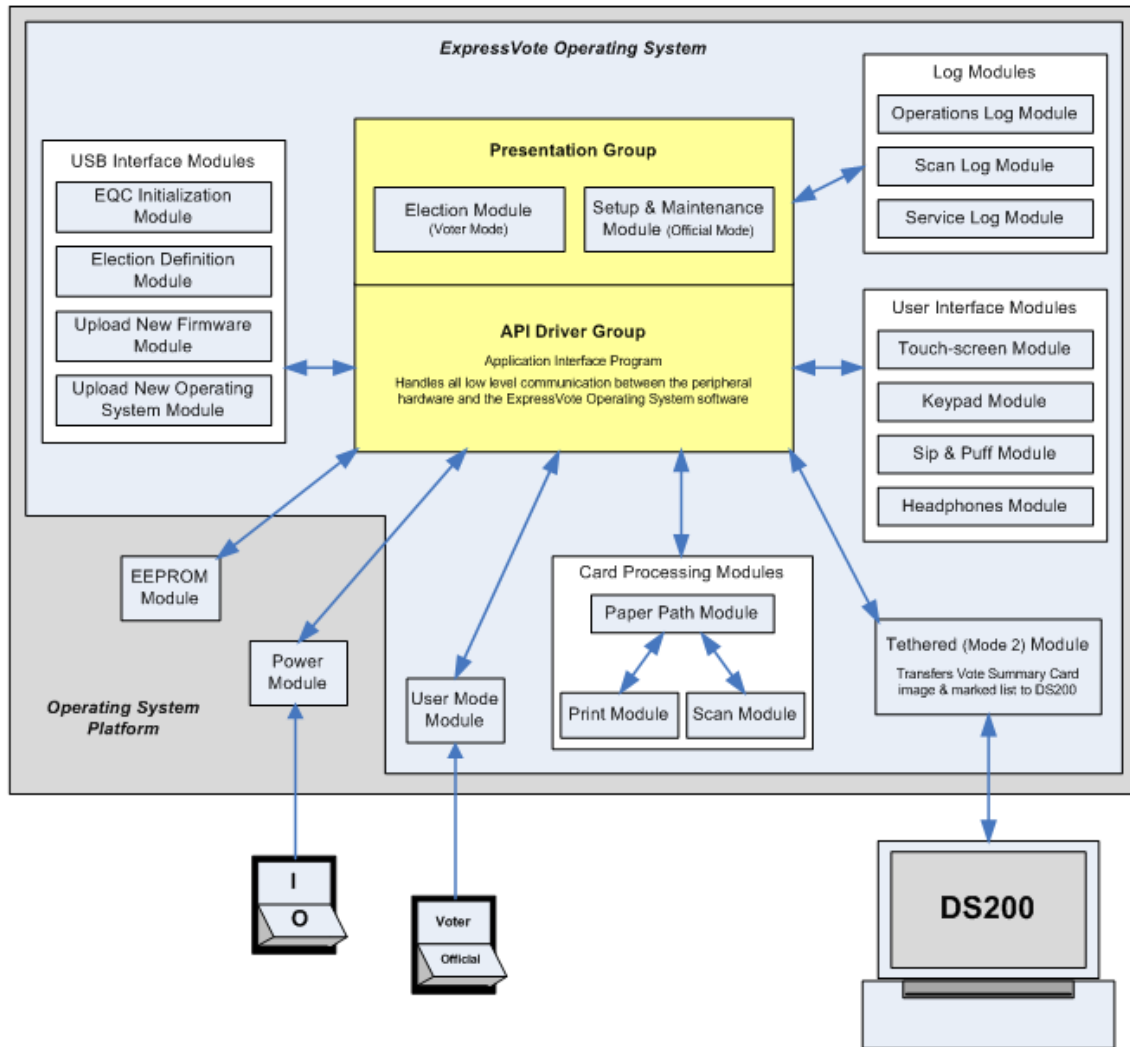 ExpressVote Operating System
Log Modules
Operations Log Module
Scan Log Module
Service Log Module
USB Interface Modules
EQC Initialization
Module
Election Definition
Module
Upload New Firmware
Module
Upload New Operating
System Module
Presentation Group
Election Module
(Voter Mode)
Setup & Maintenance
Module (Official Mode)
API Driver Group
Application Interface Program
Handles all low level communication between the peripheral
hardware and the ExpressVote Operating System software
User Interface Modules
Touch-screen Module
Keypad Module
Sip & Puff Module
Headphones Module
EEPROM
Module
Power
Module
Operating System
Platform
User Mode
Module
Card Processing Modules
Paper Path Module
Print Module
Scan Module
Tethered (Mode 2) Module
Transfers Vote Summary Card
image & marked list to DS200
I
O
Voter
Official
DS200